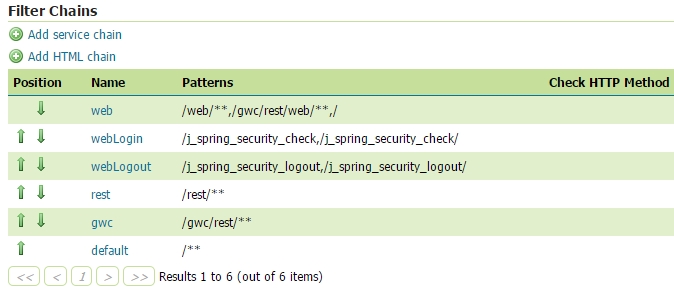 Filter Chains
Add service chain
Add HTML chain
Position Name Patterns Check HTTP Method
web /web/**,/gwc/rest/web/**,/
webLogin /j_spring_security_check,/j_spring_security_check/
webLogout /j_spring_security_logout,/j_spring_security_logout/
rest /rest/**
gwc /gwc/rest/**
default /**
<< < 1 > >> Results 1 to 6 (out of 6 items)